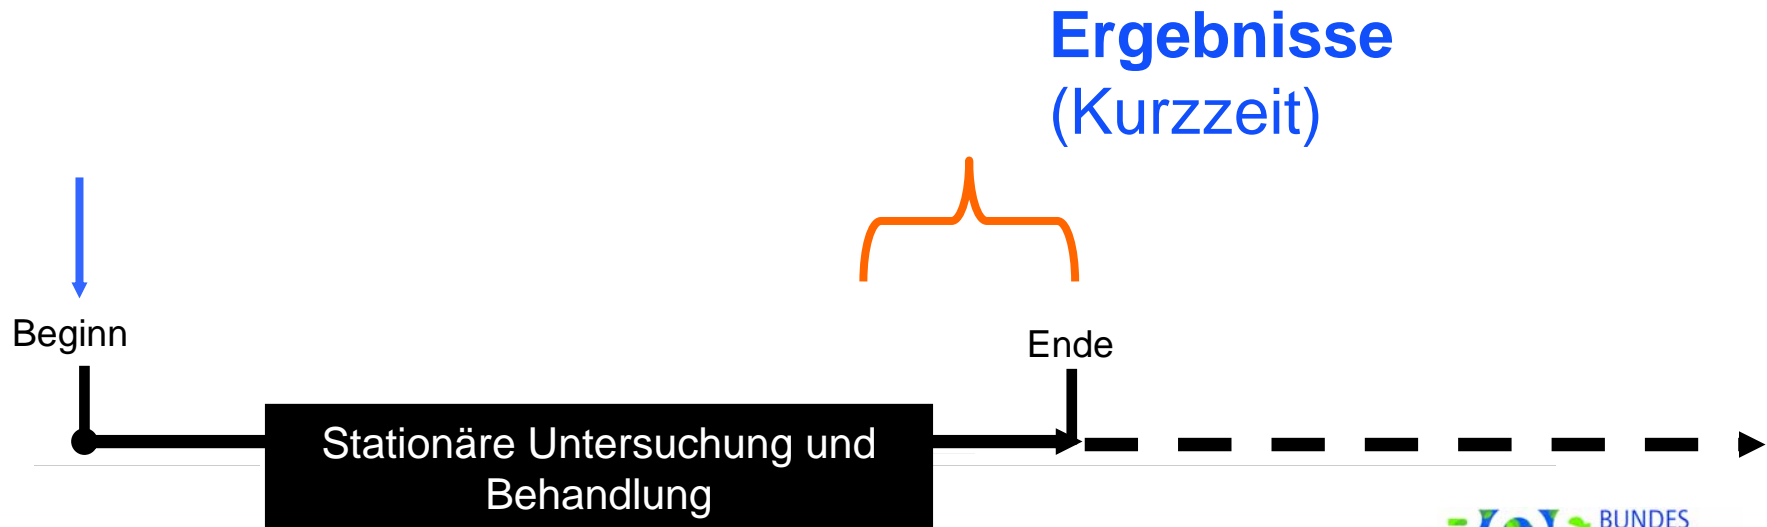 Ergebnisse
(Kurzzeit)
Beginn
Ende
Stationäre Untersuchung und
Behandlung
BUNDES